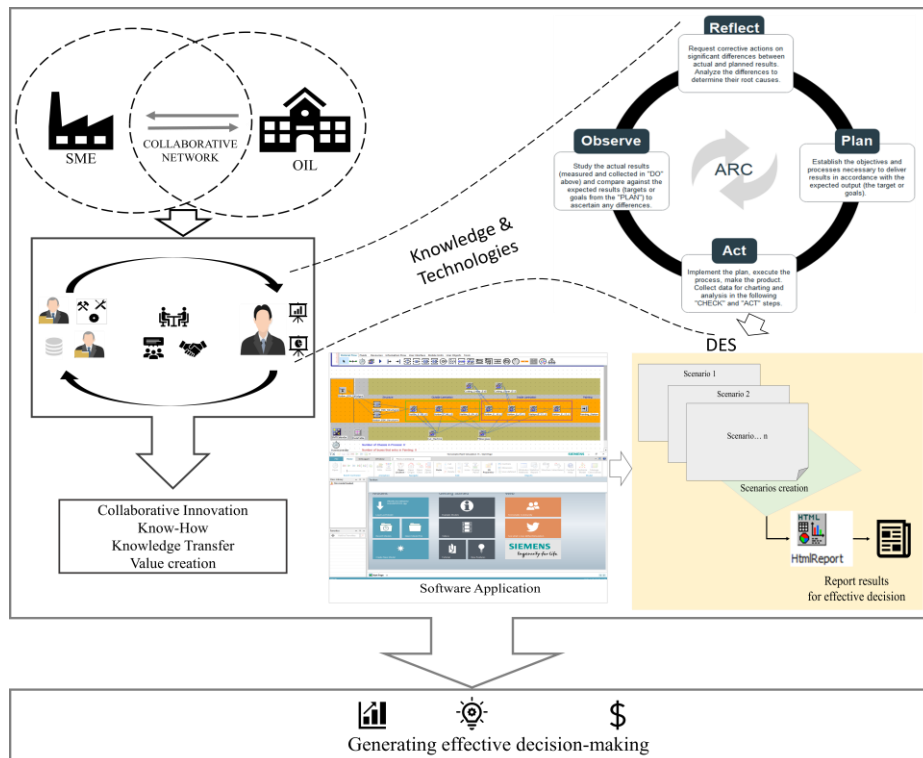 Reflect
Request corrective actions on
significant differences between
actual and planned results.
Analyze the differences to
determine their root causes.
SME
COLLABORATIVE
NETWORK
OIL
Observe
Study the actual results
(measured and collected in "DO"
above) and compare against the
expected results (targets or
goals from the "PLAN") to
ascertain any differences.
ARC
Plan
Establish the objectives and
processes necessary to deliver
results in accordance with the
expected output (the target or
goals).
Act
Implement the plan, execute the
process, make the product.
Collect data for charting and
analysis in the following
"CHECK" and "ACT" steps.
Knowledge &
Technologies
DES
Scenario 1
Scenario 2
Scenario... n
Scenarios creation
HTML
HtmlReport
Report results
for effective decision
SIEMENS
SIEMENS
Software Application
Collaborative Innovation
Know-How
Knowledge Transfer
Value creation
Generating effective decision-making